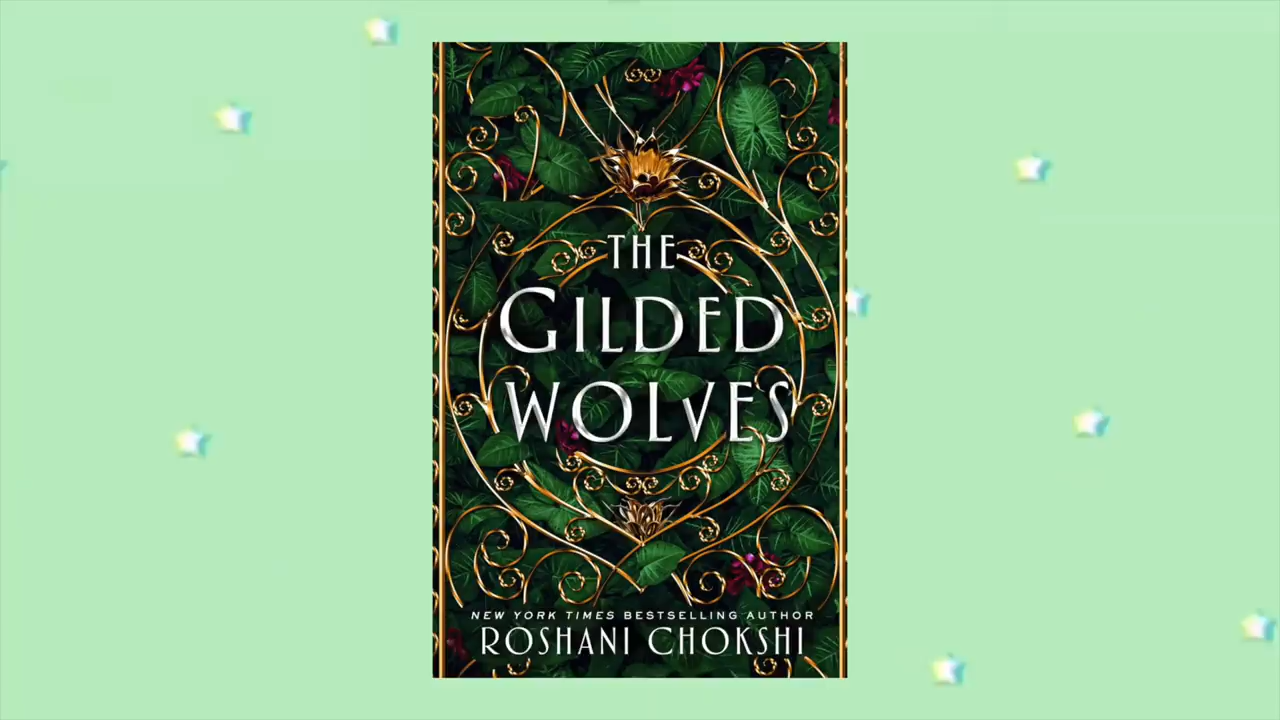 THE
GILDED
WOLVES
NEW YORK TIMES BESTSELLING AUTHOR
ROSHANI CHOKSHI